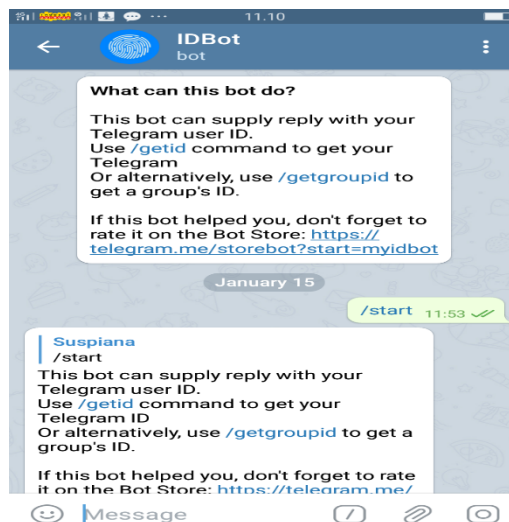 11.10
IDBot
bot
What can this bot do?
This bot can supply reply with your
Telegram user ID.
Use /getid command to get your
Telegram
Or alternatively, use /getgroupid to
get a group's ID.
If this bot helped you, don't forget to
rate it on the Bot Store: https://
telegram.me/storebot?start=myidbot
January 15
/start 11:53
Suspiana
/start
This bot can supply reply with your
Telegram user ID.
Use /getid command to get your
Telegram ID
Or alternatively, use /getgroupid to get a
group's ID.
If this bot helped you, don't forget to rate
it on the Bot Store: https://telegram.me/
Message